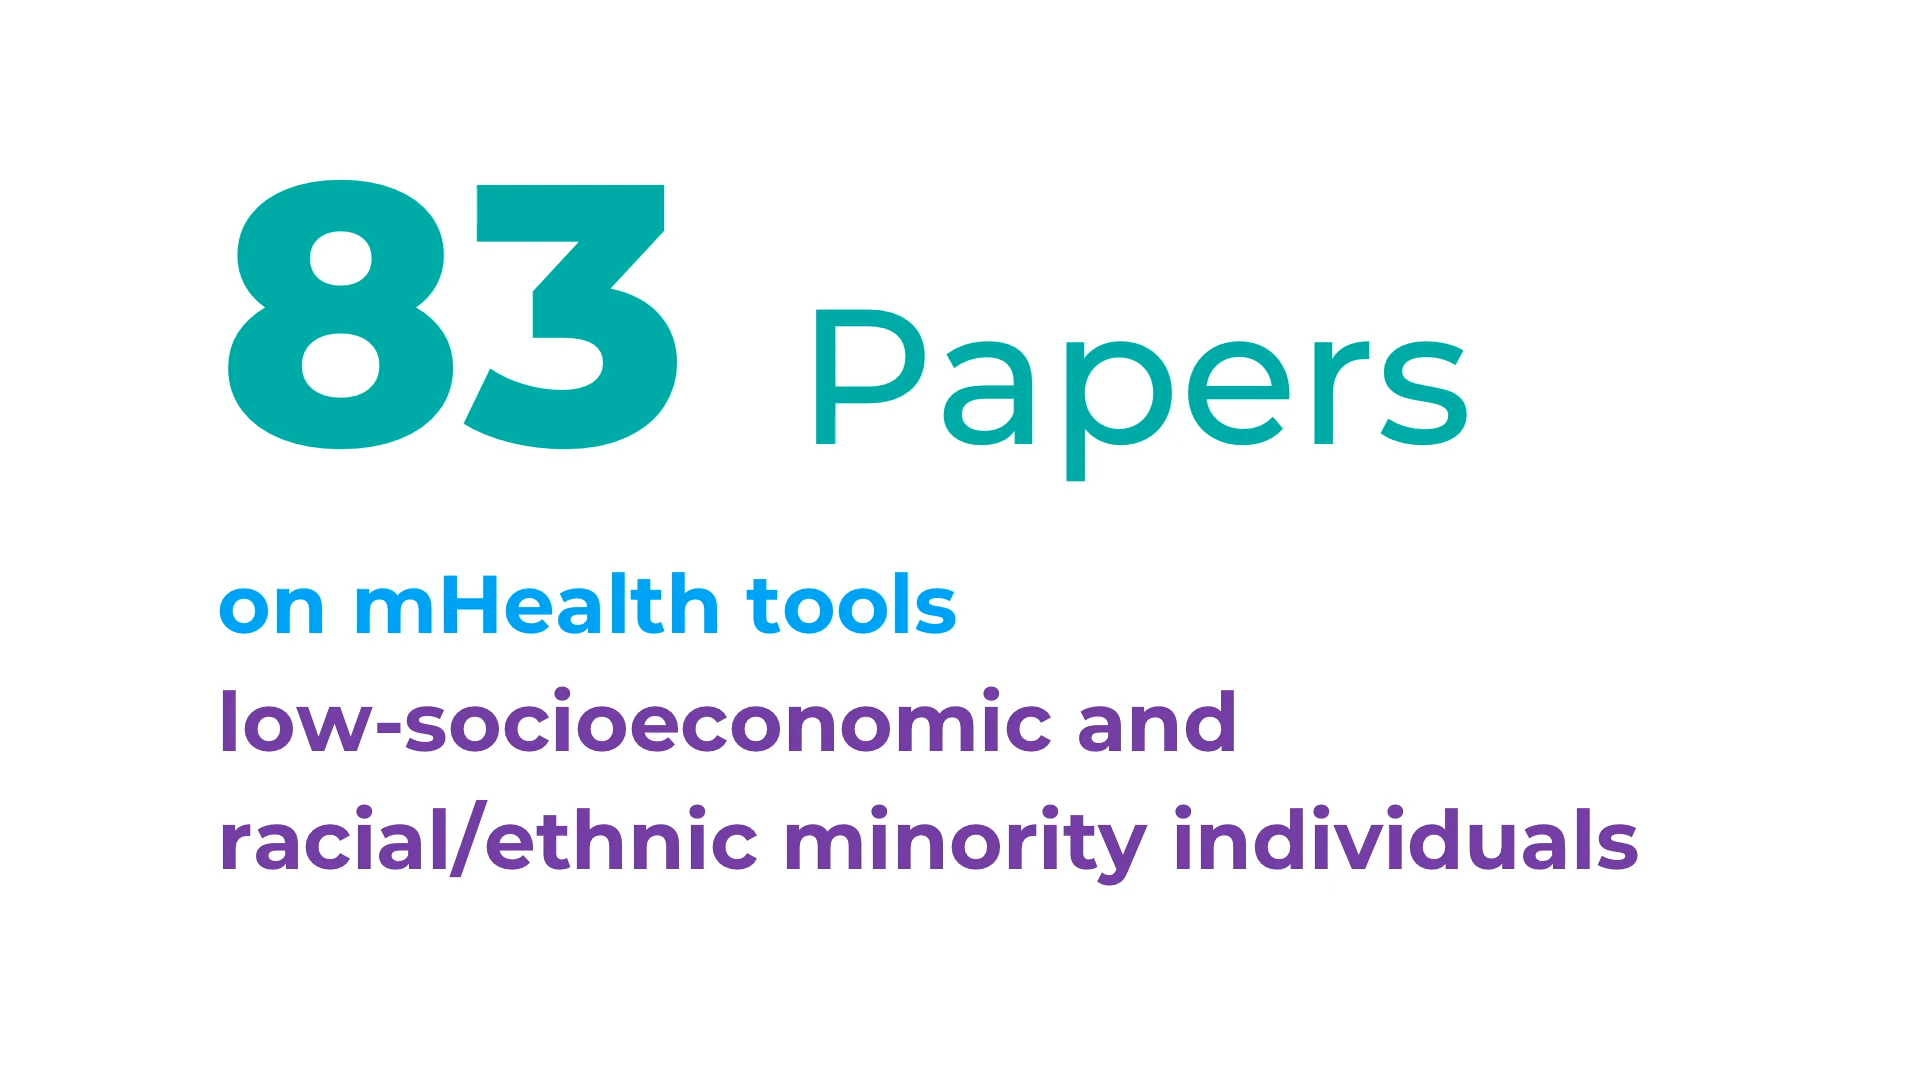 83 Papers
on mHealth tools
low-socioeconomic and
racial/ethnic minority individuals